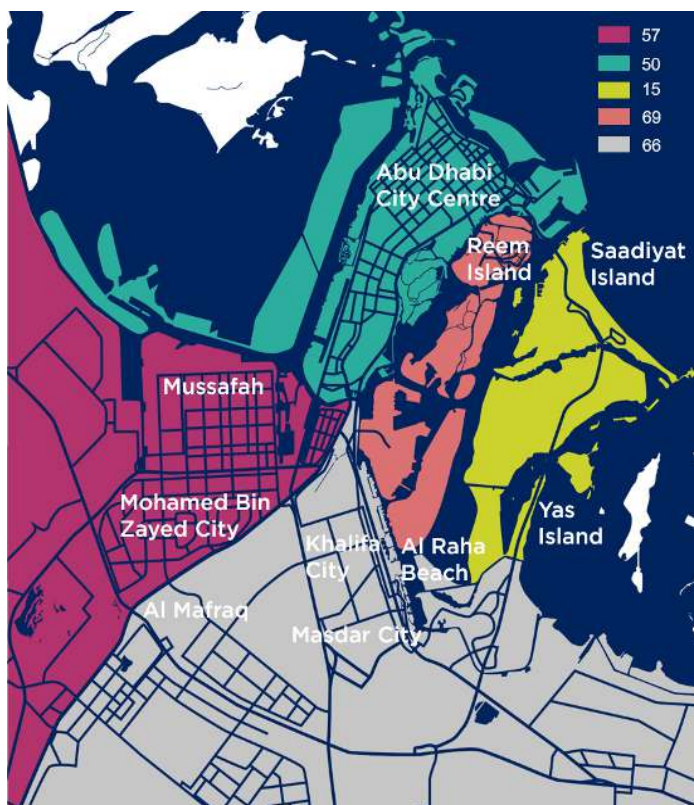 57
50
15
69
66
Abu Dhabi
City Centre
Reem
Island
Saadiyat
Island
Mussafah
Mohamed Bin
Zayed City
Khalifa
City
Al Raha
Beach
Yas
Island
Al Mafraq
Masdar City